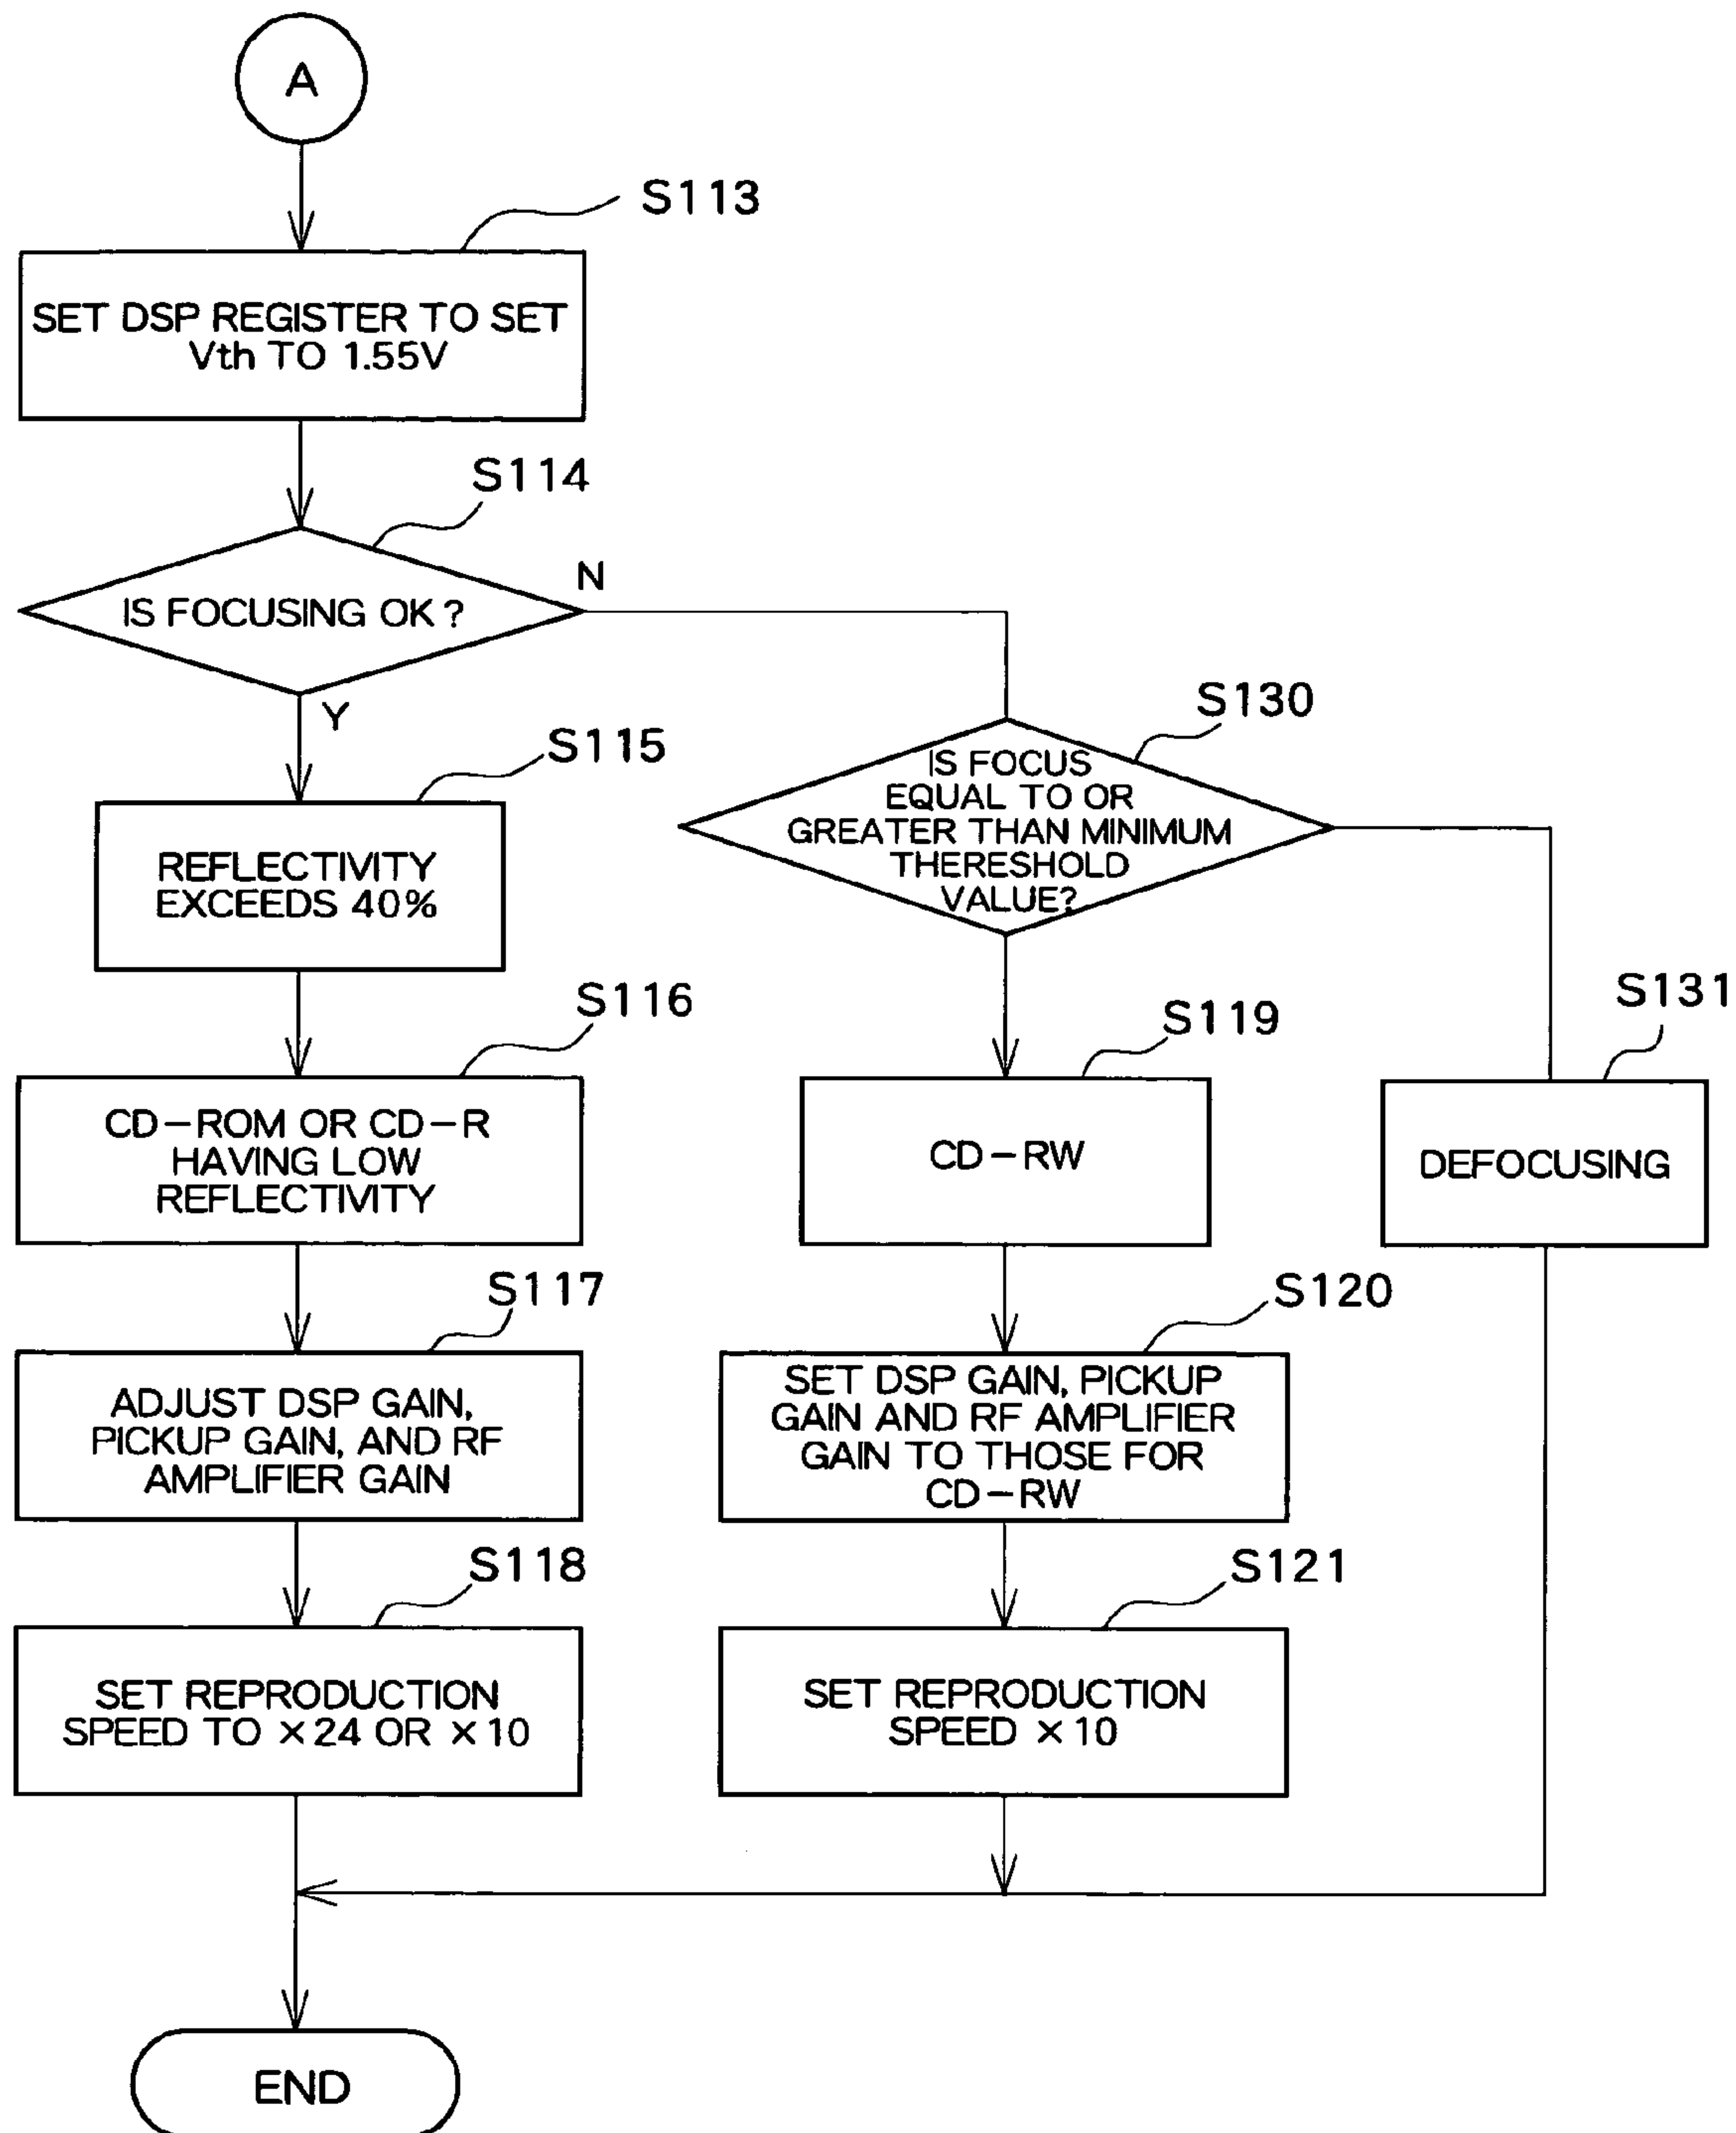 A
S113
SET DSP REGISTER TO SET
Vth TO 1.55V
S114
IS FOCUSING OK ?
N
Y
S115
REFLECTIVITY
EXCEEDS 40%
S130
IS FOCUS
EQUAL TO OR
GREATER THAN MINIMUM
THERESHOLD
VALUE?
S116
CD-ROM OR CD-R
HAVING LOW
REFLECTIVITY
S119
CD-RW
S131
DEFOCUSING
S117
ADJUST DSP GAIN,
PICKUP GAIN, AND RF
AMPLIFIER GAIN
S120
SET DSP GAIN, PICKUP
GAIN AND RF AMPLIFIER
GAIN TO THOSE FOR
CD-RW
S118
SET REPRODUCTION
SPEED TO ×24 OR ×10
S121
SET REPRODUCTION
SPEED ×10
END